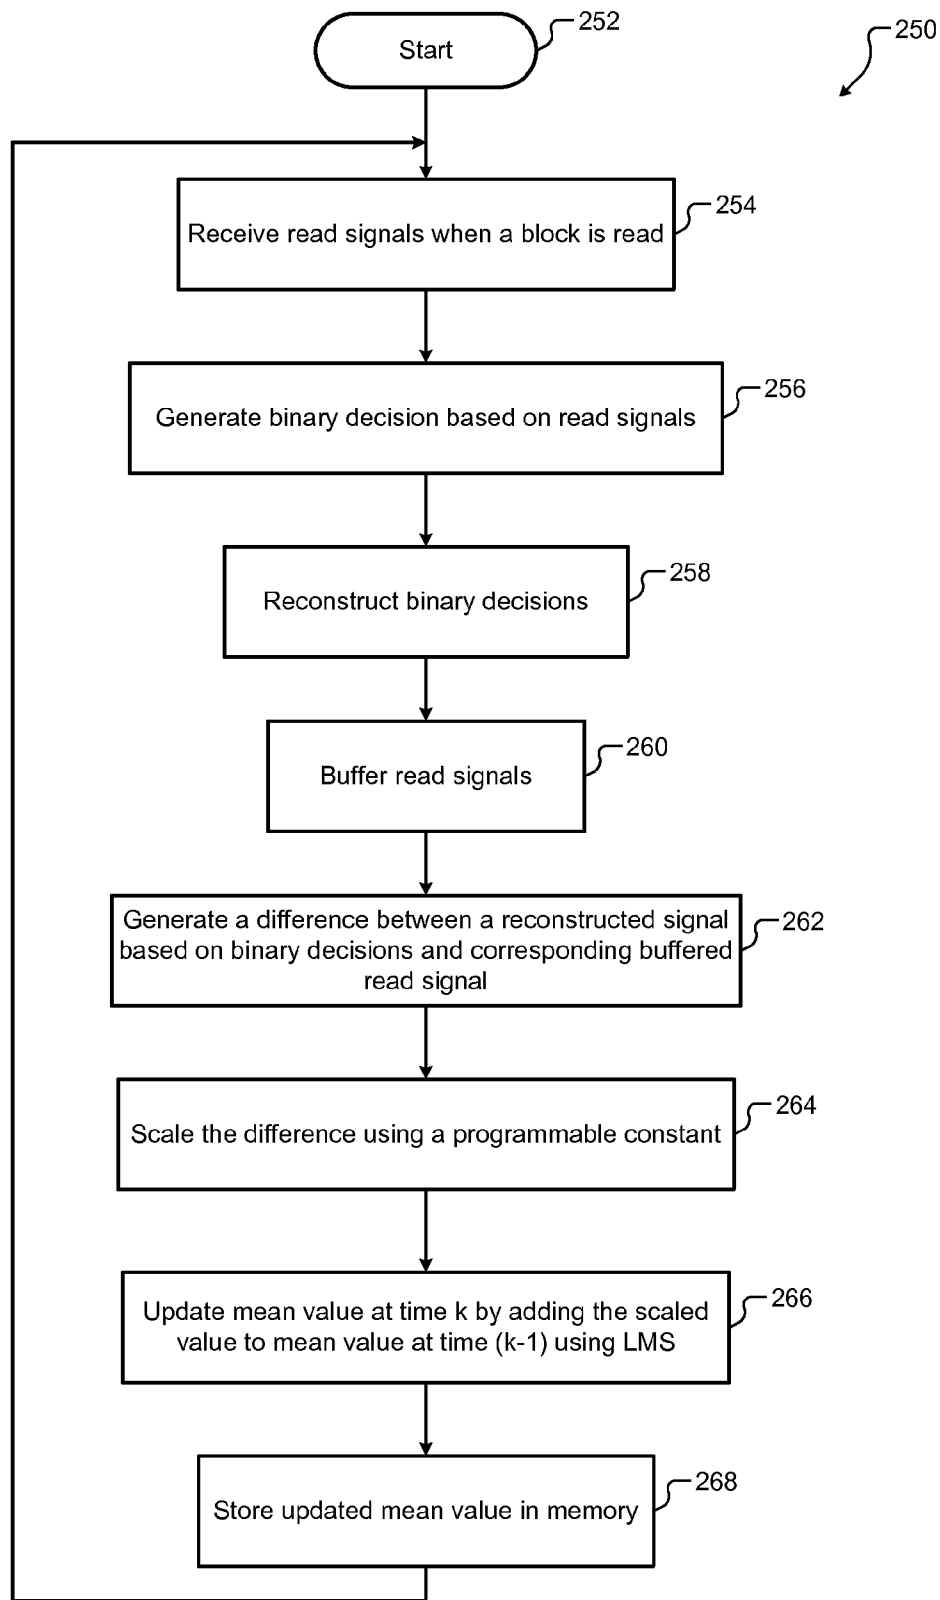 Start
252
250
Receive read signals when a block is read
254
Generate binary decision based on read signals
256
Reconstruct binary decisions
258
Buffer read signals
260
Generate a difference between a reconstructed signal
based on binary decisions and corresponding buffered
read signal
262
Scale the difference using a programmable constant
264
Update mean value at time k by adding the scaled
value to mean value at time (k-1) using LMS
266
Store updated mean value in memory
268